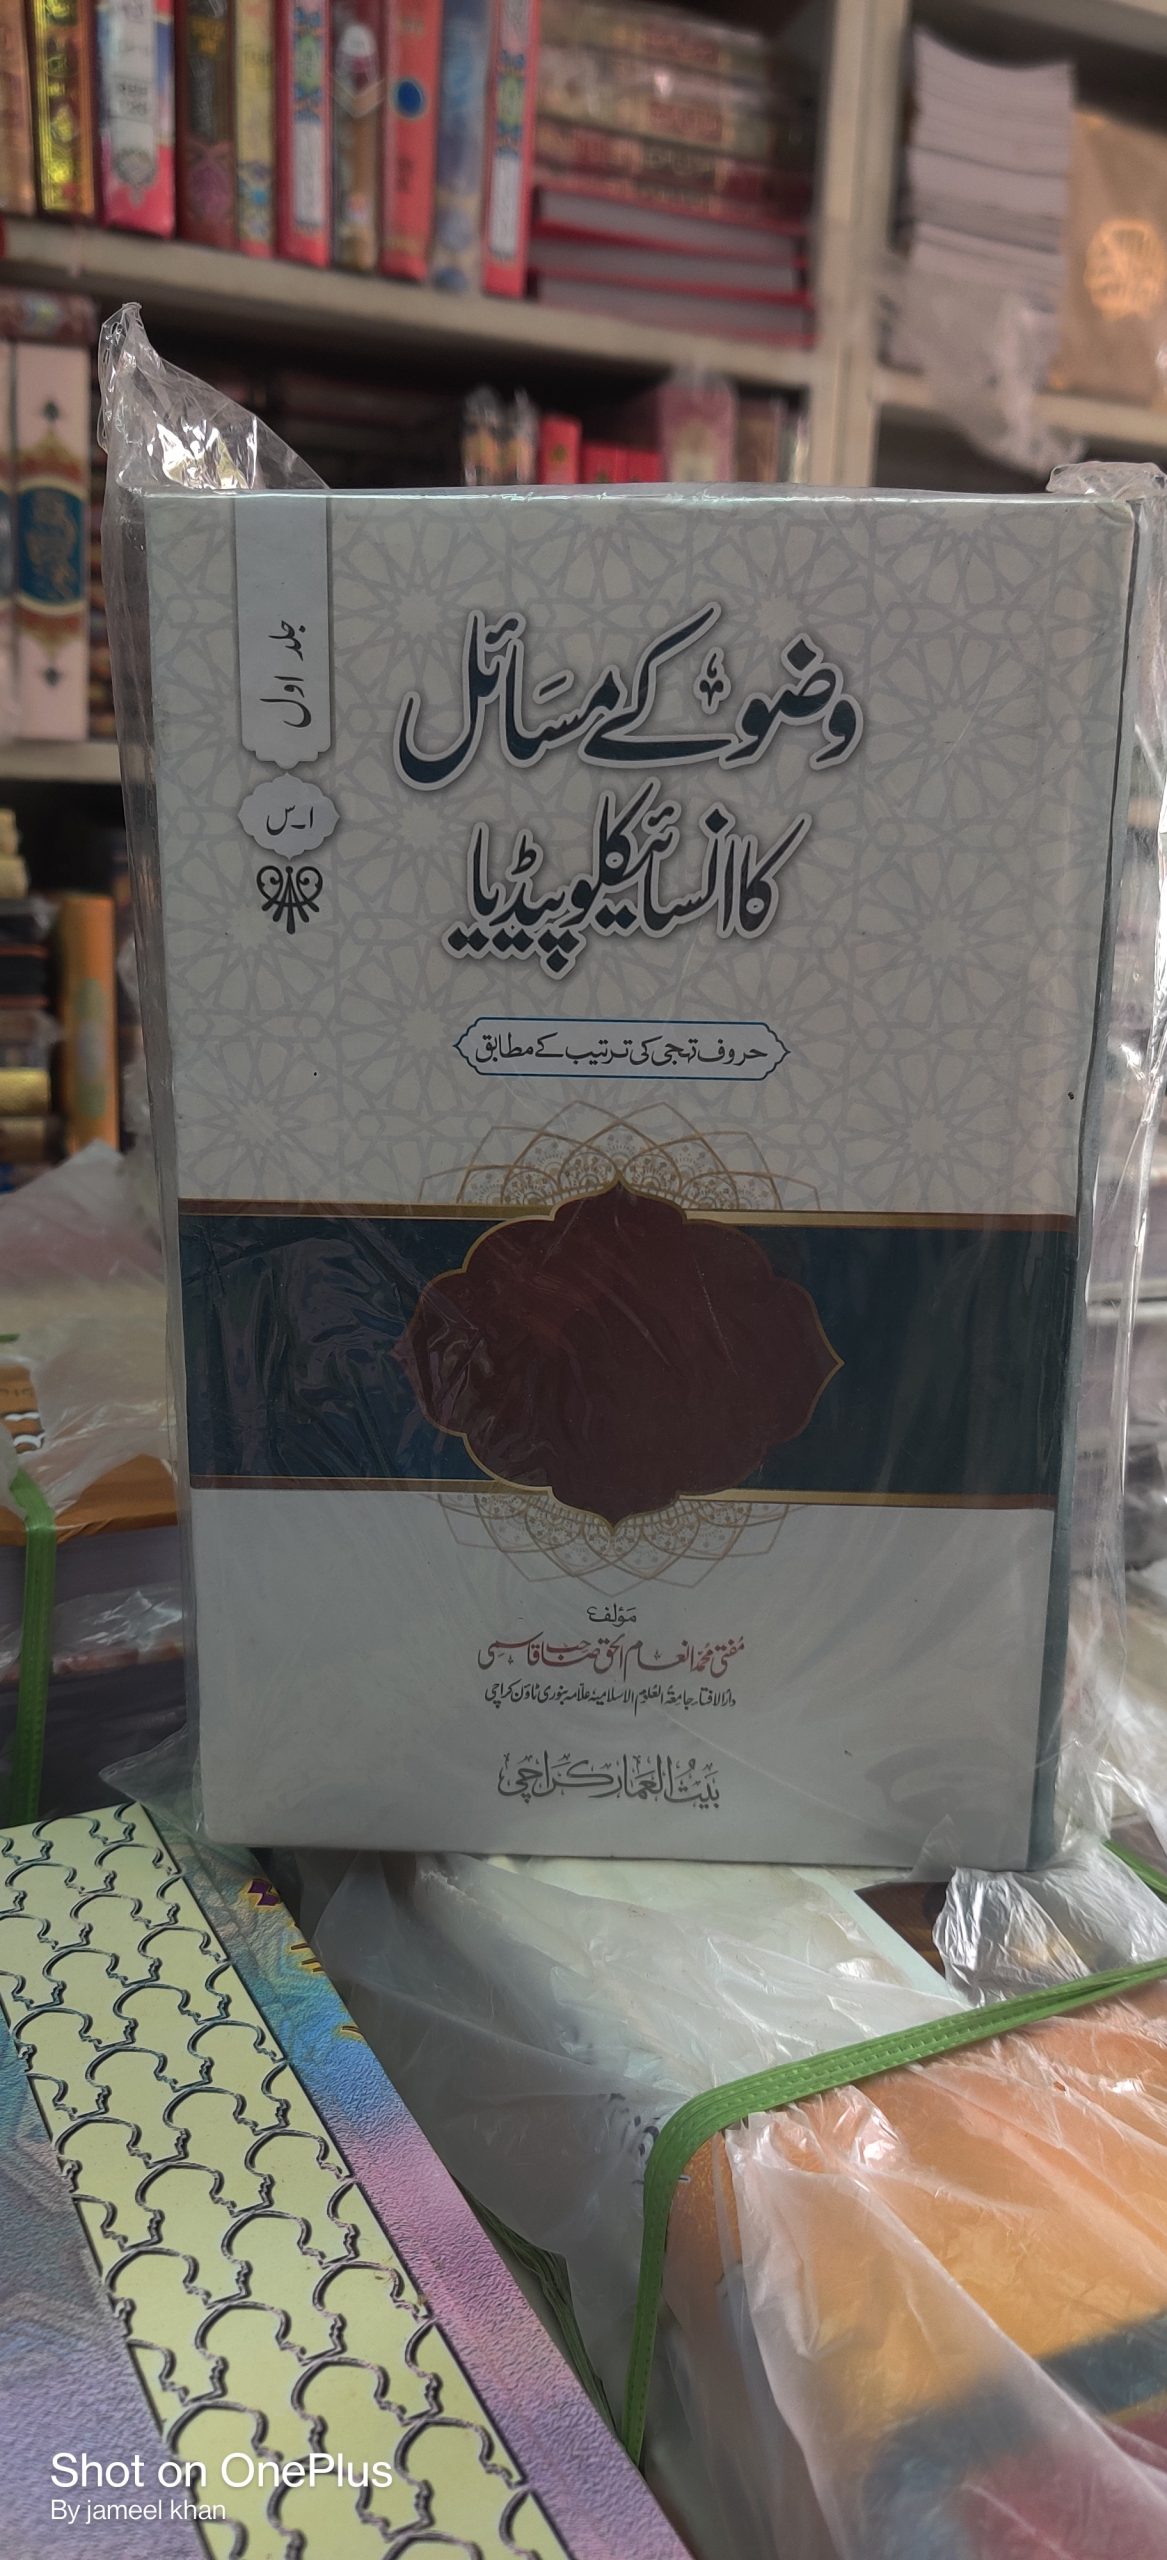 جلد اول
ا۔س
وضو کے مسائل
کا انسائیکلوپیڈیا
حروف تہجی کی ترتیب کے مطابق
مؤلف
مفتی محمد انعام الحق صاحب قاسمی
دارالافتاء جامعۃ العلوم الاسلامیۃ علامہ بنوری ٹاؤن کراچی
بیت العمار کراچی
Shot on OnePlus
By jameel khan